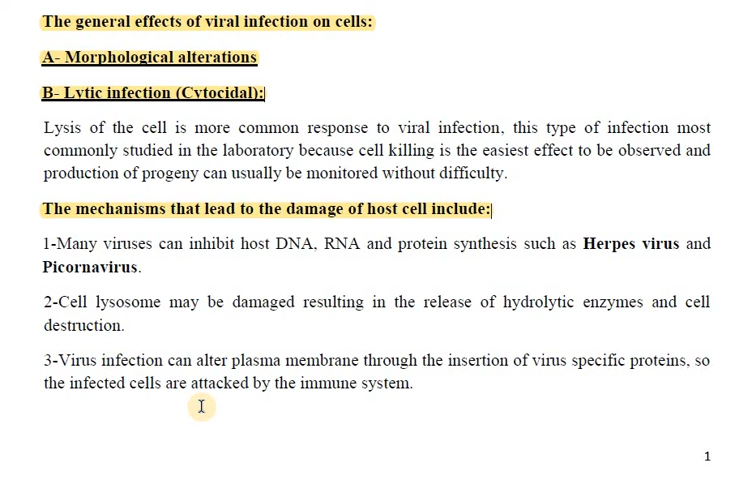 The general effects of viral infection on cells:
A- Morphological alterations
B- Lytic infection (Cytocidal):
Lysis of the cell is more common response to viral infection, this type of infection most
commonly studied in the laboratory because cell killing is the easiest effect to be observed and
production of progeny can usually be monitored without difficulty.
The mechanisms that lead to the damage of host cell include:
1-Many viruses can inhibit host DNA, RNA and protein synthesis such as Herpes virus and
Picornavirus.
2-Cell lysosome may be damaged resulting in the release of hydrolytic enzymes and cell
destruction.
3-Virus infection can alter plasma membrane through the insertion of virus specific proteins, so
the infected cells are attacked by the immune system.
1